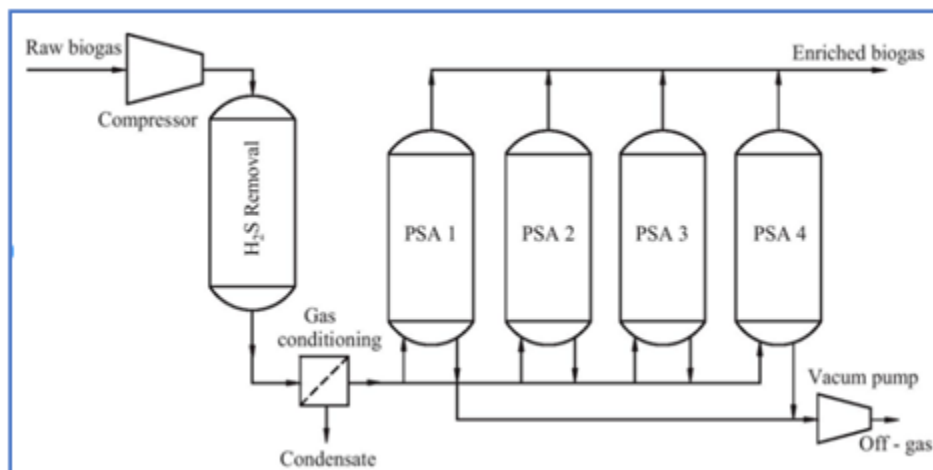 Raw biogas
Enriched biogas
Compressor
H₂S Removal
PSA 1
PSA 2
PSA 3
PSA 4
Gas
conditioning
Vacum pump
Off - gas
Condensate